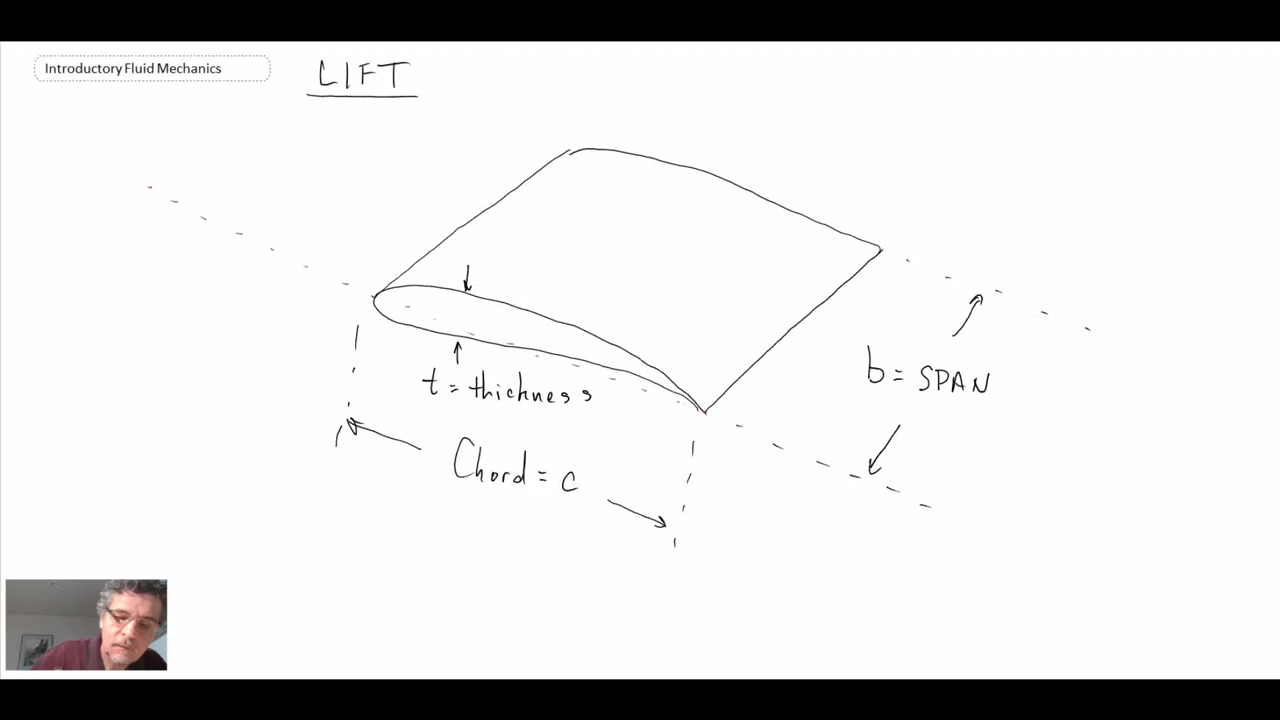 Introductory Fluid Mechanics
LIFT
t = thickness
b = SPAN
Chord = c